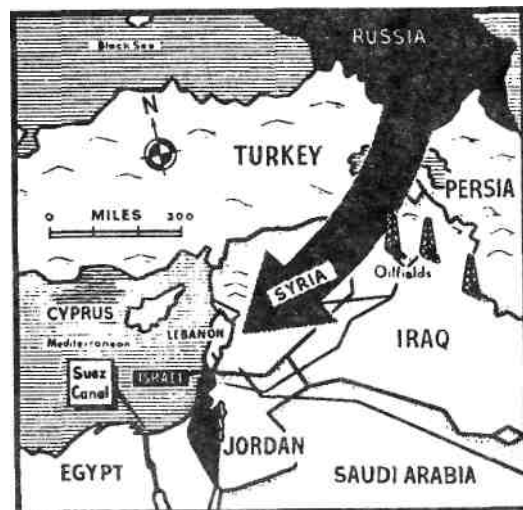 RUSSIA
Black Sea
N
TURKEY
PERSIA
0 MILES 300
SYRIA
Oilfields
CYPRUS
LEBANON
Mediterranean
IRAQ
Suez
Canal
ISRAEL
JORDAN
EGYPT
SAUDI ARABIA